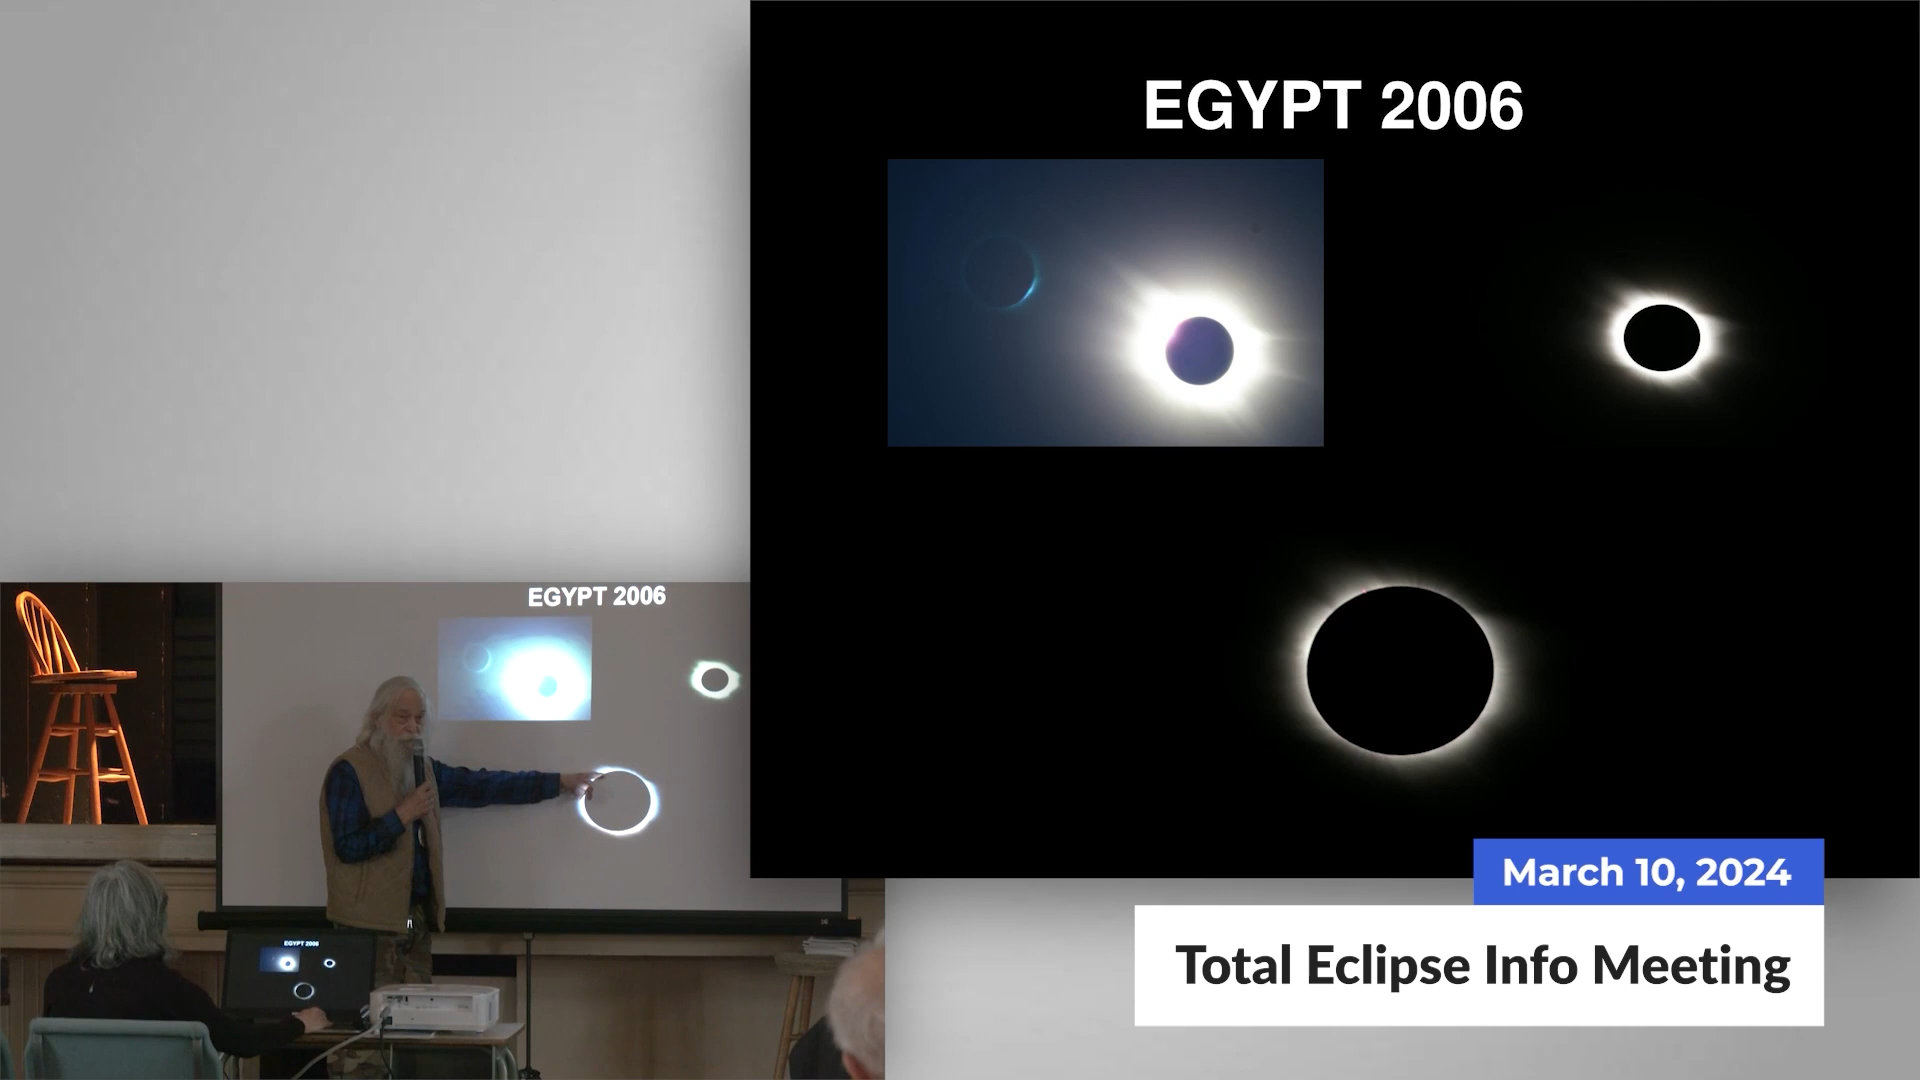 EGYPT 2006
EGYPT 2006
EGYPT 2006
March 10, 2024
Total Eclipse Info Meeting